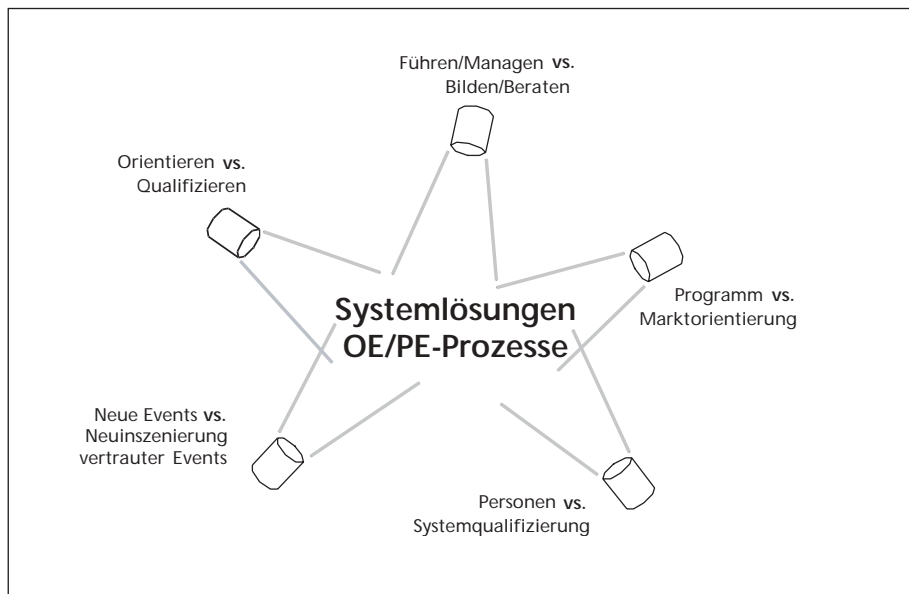 Führen/Managen vs.
Bilden/Beraten
Orientieren vs.
Qualifizieren
Programm vs.
Marktorientierung
Systemlösungen
OE/PE-Prozesse
Neue Events vs.
Neuinszenierung
vertrauter Events
Personen vs.
Systemqualifizierung